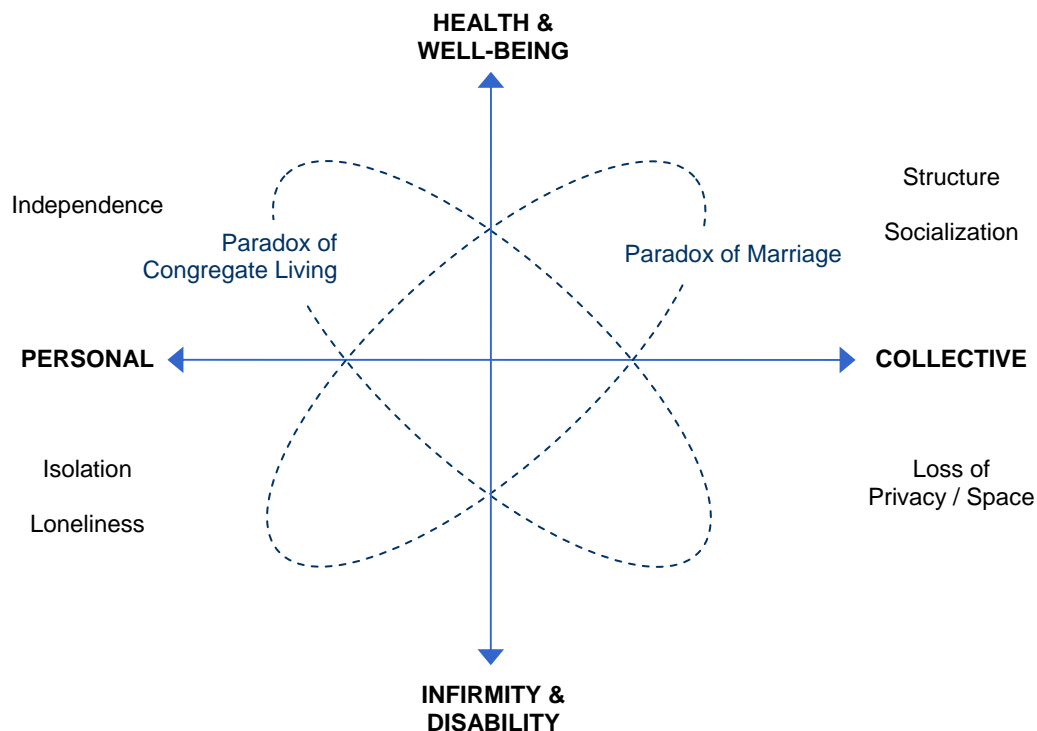 HEALTH &
WELL-BEING
Structure
Independence
Socialization
Paradox of
Congregate Living
Paradox of Marriage
PERSONAL
COLLECTIVE
Isolation
Loneliness
Loss of
Privacy / Space
INFIRMITY &
DISABILITY